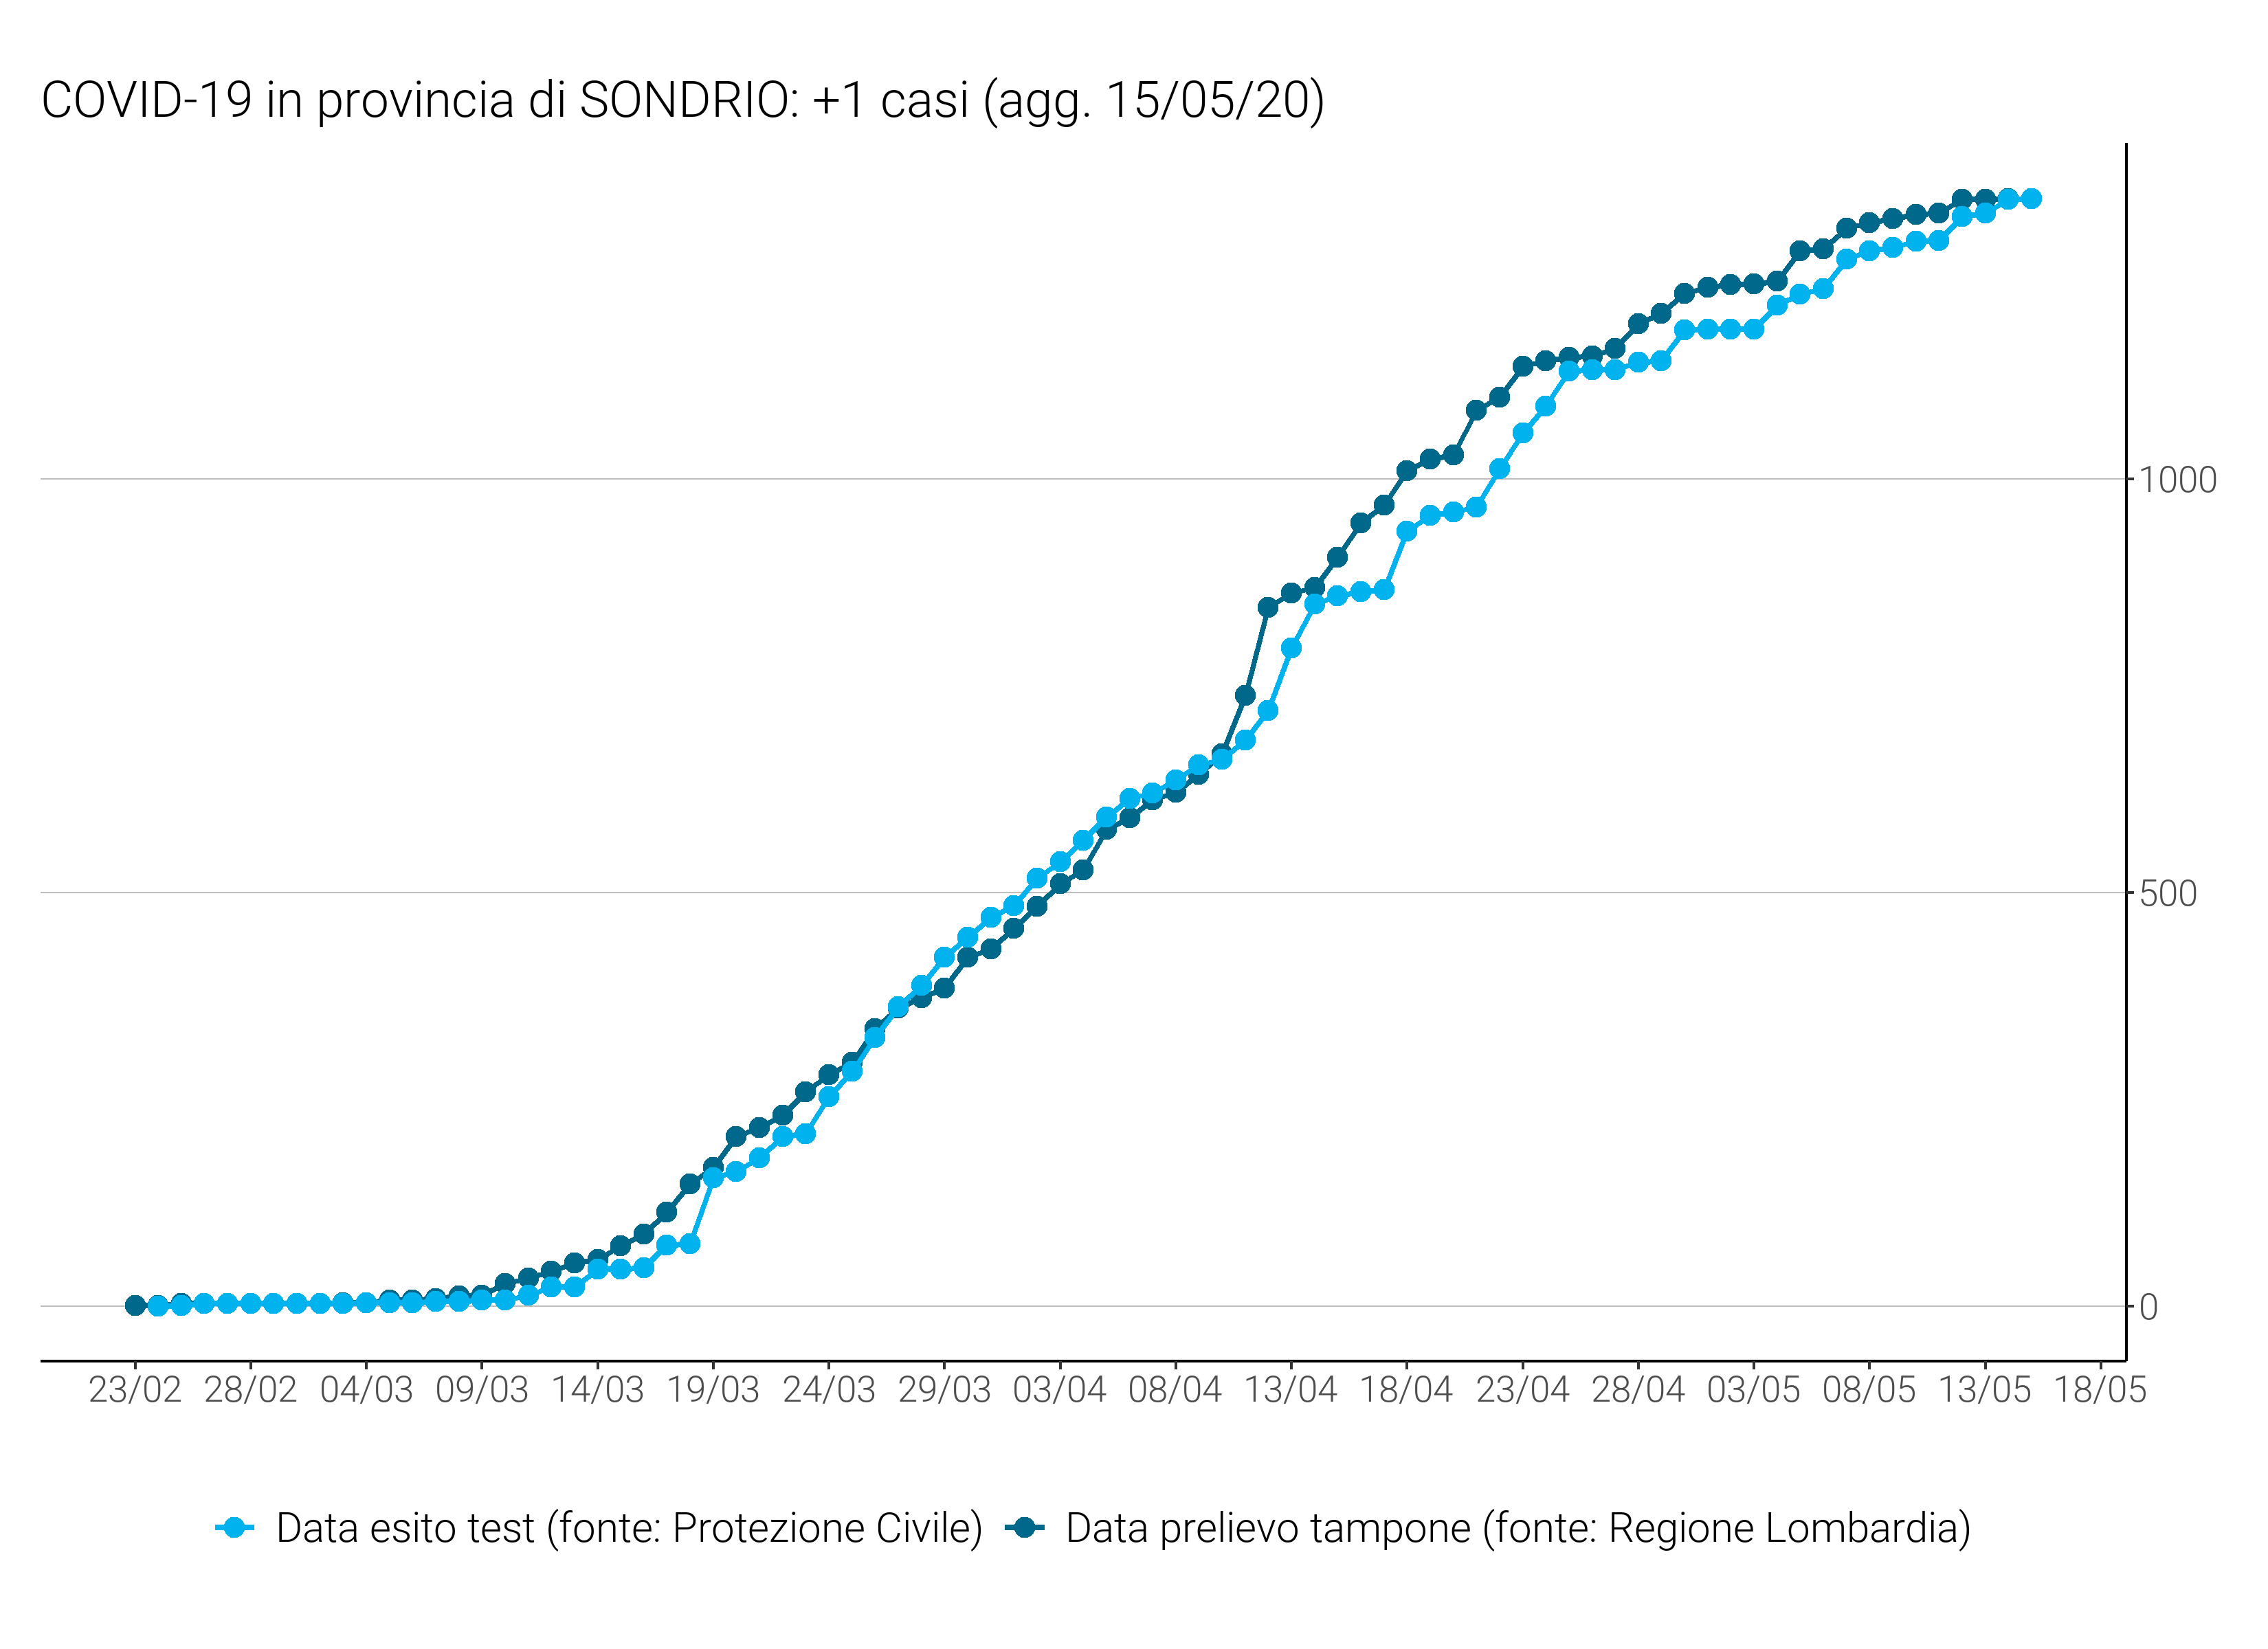 COVID-19 in provincia di SONDRIO: +1 casi (agg. 15/05/20)
1000
500
0
23/02 28/02 04/03 09/03 14/03 19/03 24/03 29/03 03/04 08/04 13/04 18/04 23/04 28/04 03/05 08/05 13/05 18/05
Data esito test (fonte: Protezione Civile) Data prelievo tampone (fonte: Regione Lombardia)